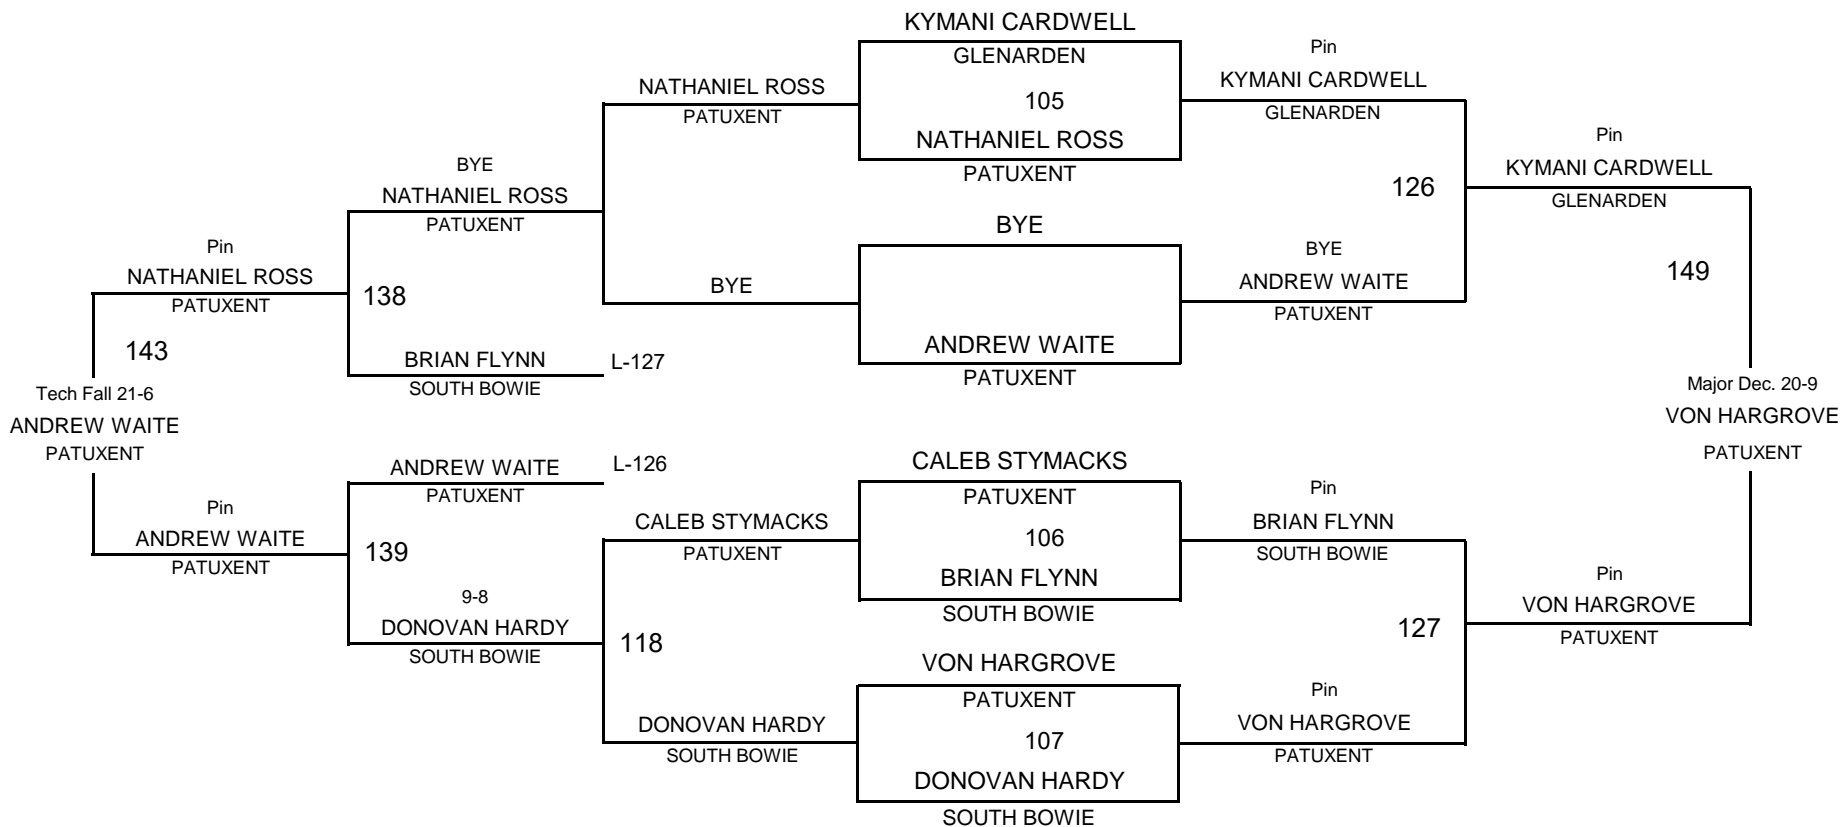 KYMANI CARDWELL
GLENARDEN
105
NATHANIEL ROSS
PATUXENT
BYE
ANDREW WAITE
PATUXENT
CALEB STYMACKS
PATUXENT
106
BRIAN FLYNN
SOUTH BOWIE
VON HARGROVE
PATUXENT
107
DONOVAN HARDY
SOUTH BOWIE
Pin
KYMANI CARDWELL
GLENARDEN
126
BYE
ANDREW WAITE
PATUXENT
Pin
BRIAN FLYNN
SOUTH BOWIE
127
Pin
VON HARGROVE
PATUXENT
Pin
KYMANI CARDWELL
GLENARDEN
149
Pin
VON HARGROVE
PATUXENT
Major Dec. 20-9
VON HARGROVE
PATUXENT
NATHANIEL ROSS
PATUXENT
BYE
CALEB STYMACKS
PATUXENT
118
DONOVAN HARDY
SOUTH BOWIE
BYE
NATHANIEL ROSS
PATUXENT
138
BRIAN FLYNN
L-127
SOUTH BOWIE
ANDREW WAITE
L-126
PATUXENT
139
9-8
DONOVAN HARDY
SOUTH BOWIE
Pin
NATHANIEL ROSS
PATUXENT
143
Pin
ANDREW WAITE
PATUXENT
Tech Fall 21-6
ANDREW WAITE
PATUXENT